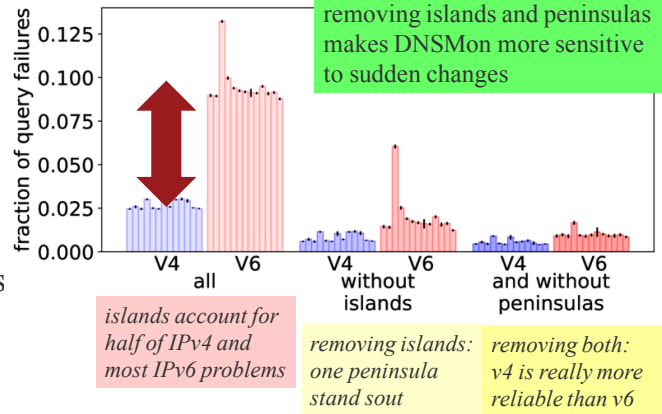 removing islands and peninsulas
makes DNSMon more sensitive
to sudden changes
fraction of query failures
0.125
0.100
0.075
0.050
0.025
0.000
V4 V6 V4 V6 V4 V6
all without islands and without peninsulas
s
islands account for
half of IPv4 and
most IPv6 problems
removing islands:
one peninsula
stand sout
removing both:
v4 is really more
reliable than v6